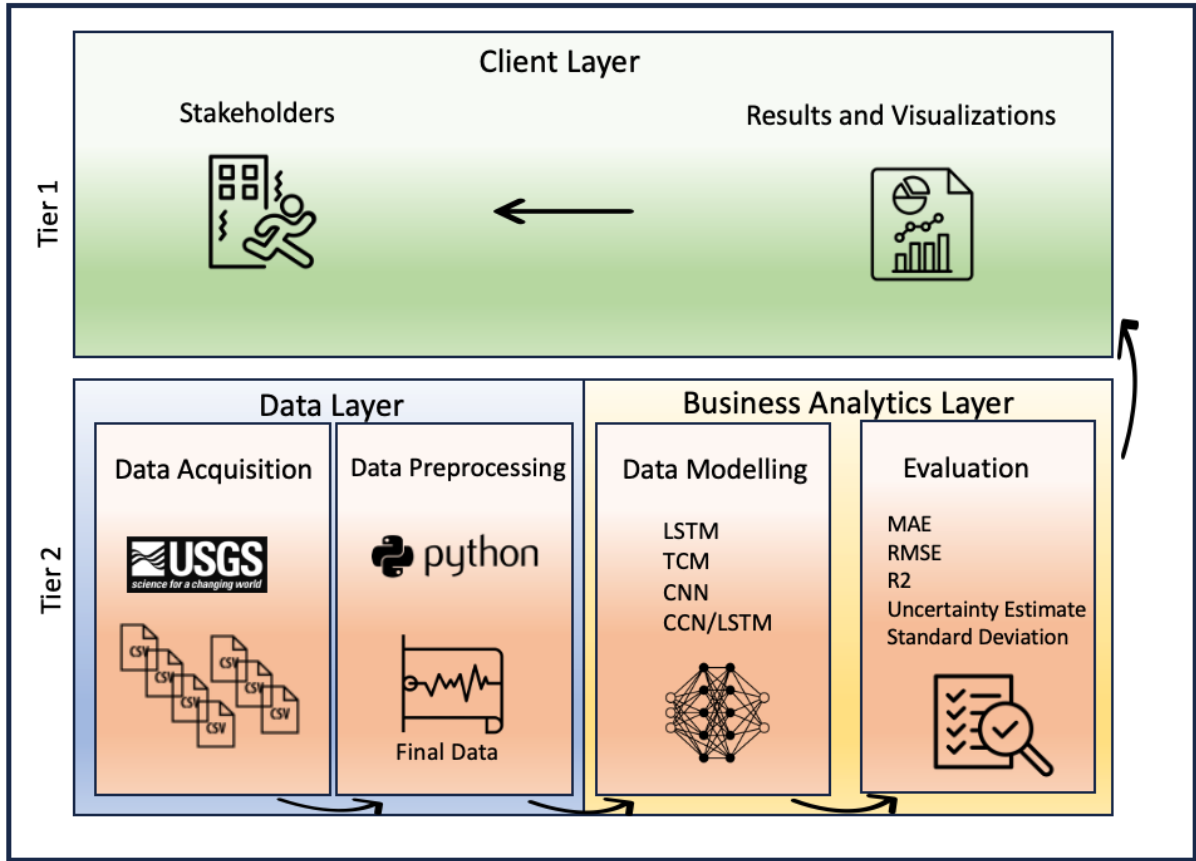 Client Layer
Stakeholders
Results and Visualizations
Tier 1
Data Layer
Business Analytics Layer
Data Acquisition
Data Preprocessing
Data Modelling
Evaluation
USGS
science for a changing world
CSV
CSV
CSV
CSV
CSV
CSV
CSV
python
Final Data
LSTM
TCM
CNN
CCN/LSTM
MAE
RMSE
R2
Uncertainty Estimate
Standard Deviation
Tier 2